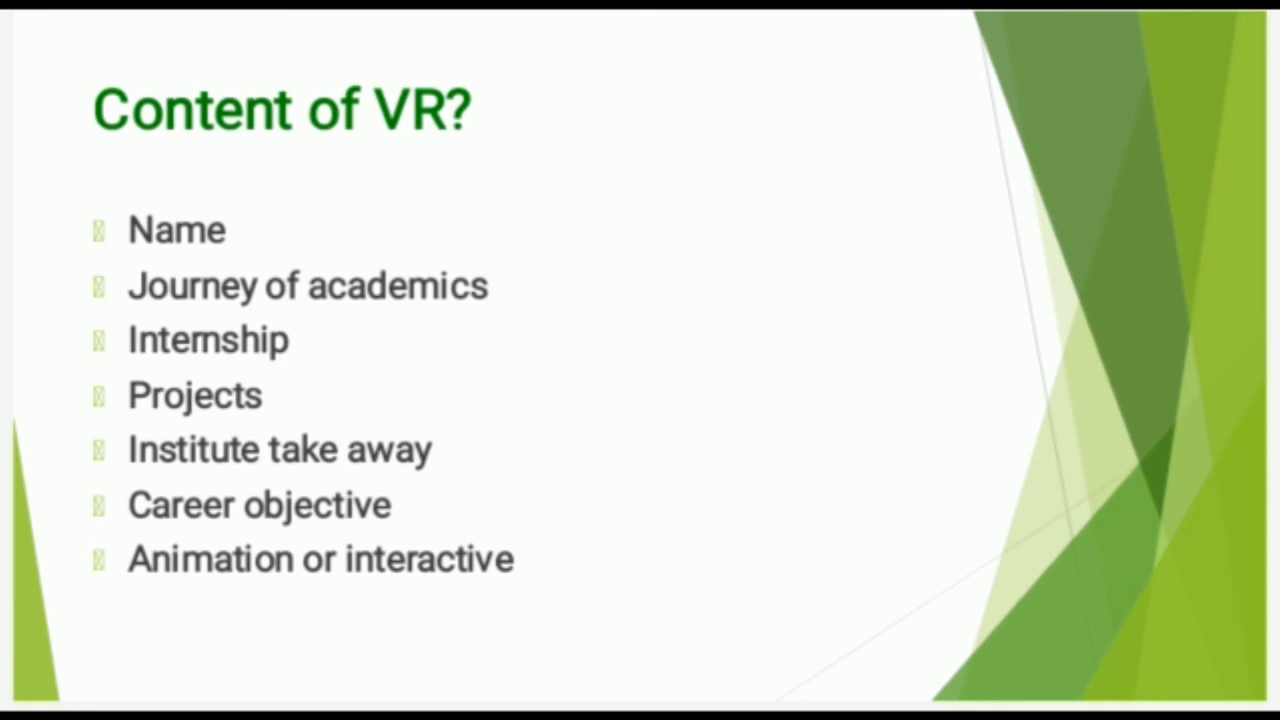 Content of VR?
Name
Journey of academics
Internship
Projects
Institute take away
Career objective
Animation or interactive